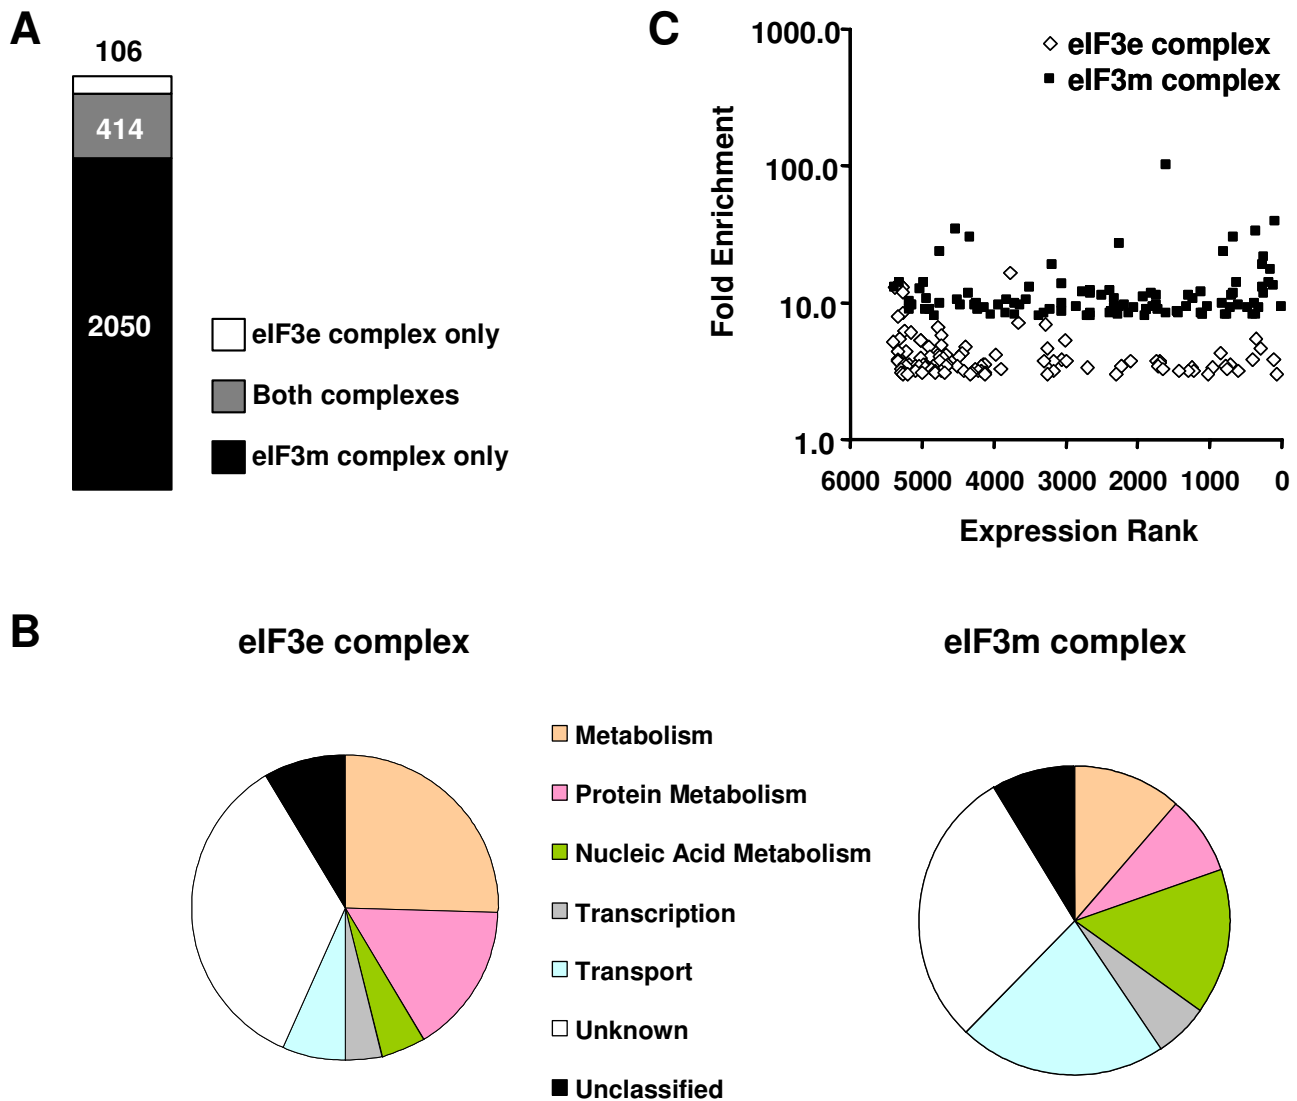 A
106
414
2050
eIF3e complex only
Both complexes
eIF3m complex only
C
1000.0
100.0
10.0
1.0
Fold Enrichment
eIF3e complex
eIF3m complex
6000 5000 4000 3000 2000 1000 0
Expression Rank
B
eIF3e complex
eIF3m complex
Metabolism
Protein Metabolism
Nucleic Acid Metabolism
Transcription
Transport
Unknown
Unclassified